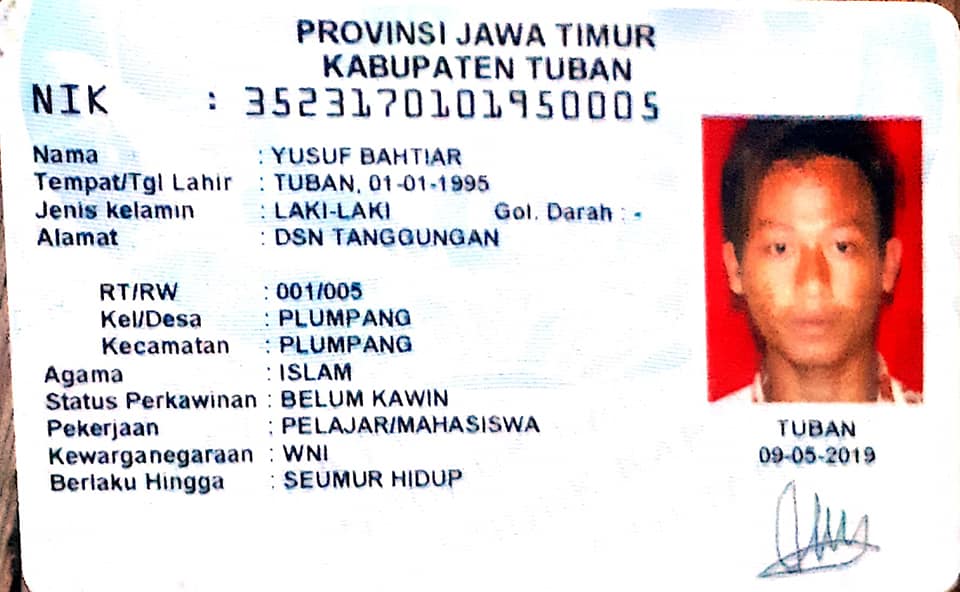 PROVINSI JAWA TIMUR
KABUPATEN TUBAN
NIK : 3523170101950005
Nama : YUSUF BAHTIAR
Tempat/Tgl Lahir : TUBAN, 01-01-1995
Jenis kelamin : LAKI-LAKI Gol. Darah : -
Alamat : DSN TANGGUNGAN
RT/RW : 001/005
Kel/Desa : PLUMPANG
Kecamatan : PLUMPANG
Agama : ISLAM
Status Perkawinan : BELUM KAWIN
Pekerjaan : PELAJAR/MAHASISWA
Kewarganegaraan : WNI
Berlaku Hingga : SEUMUR HIDUP
TUBAN
09-05-2019